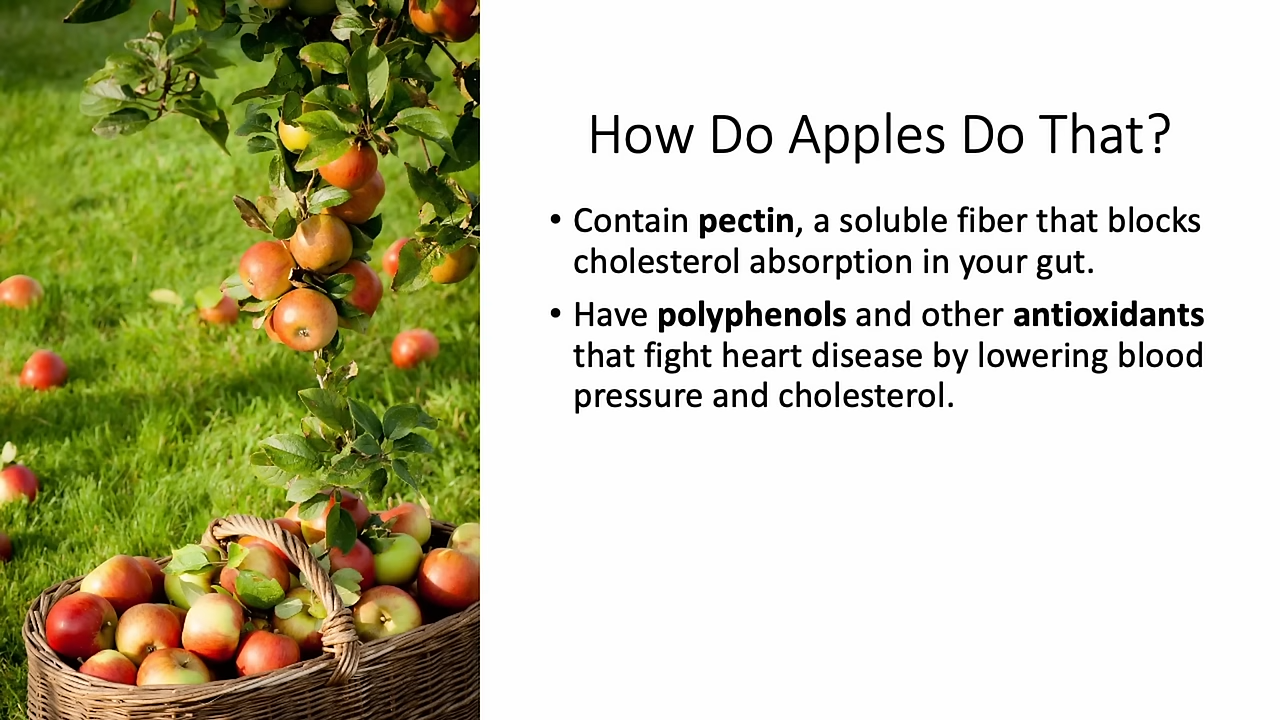 How Do Apples Do That?
• Contain pectin, a soluble fiber that blocks
cholesterol absorption in your gut.
• Have polyphenols and other antioxidants
that fight heart disease by lowering blood
pressure and cholesterol.